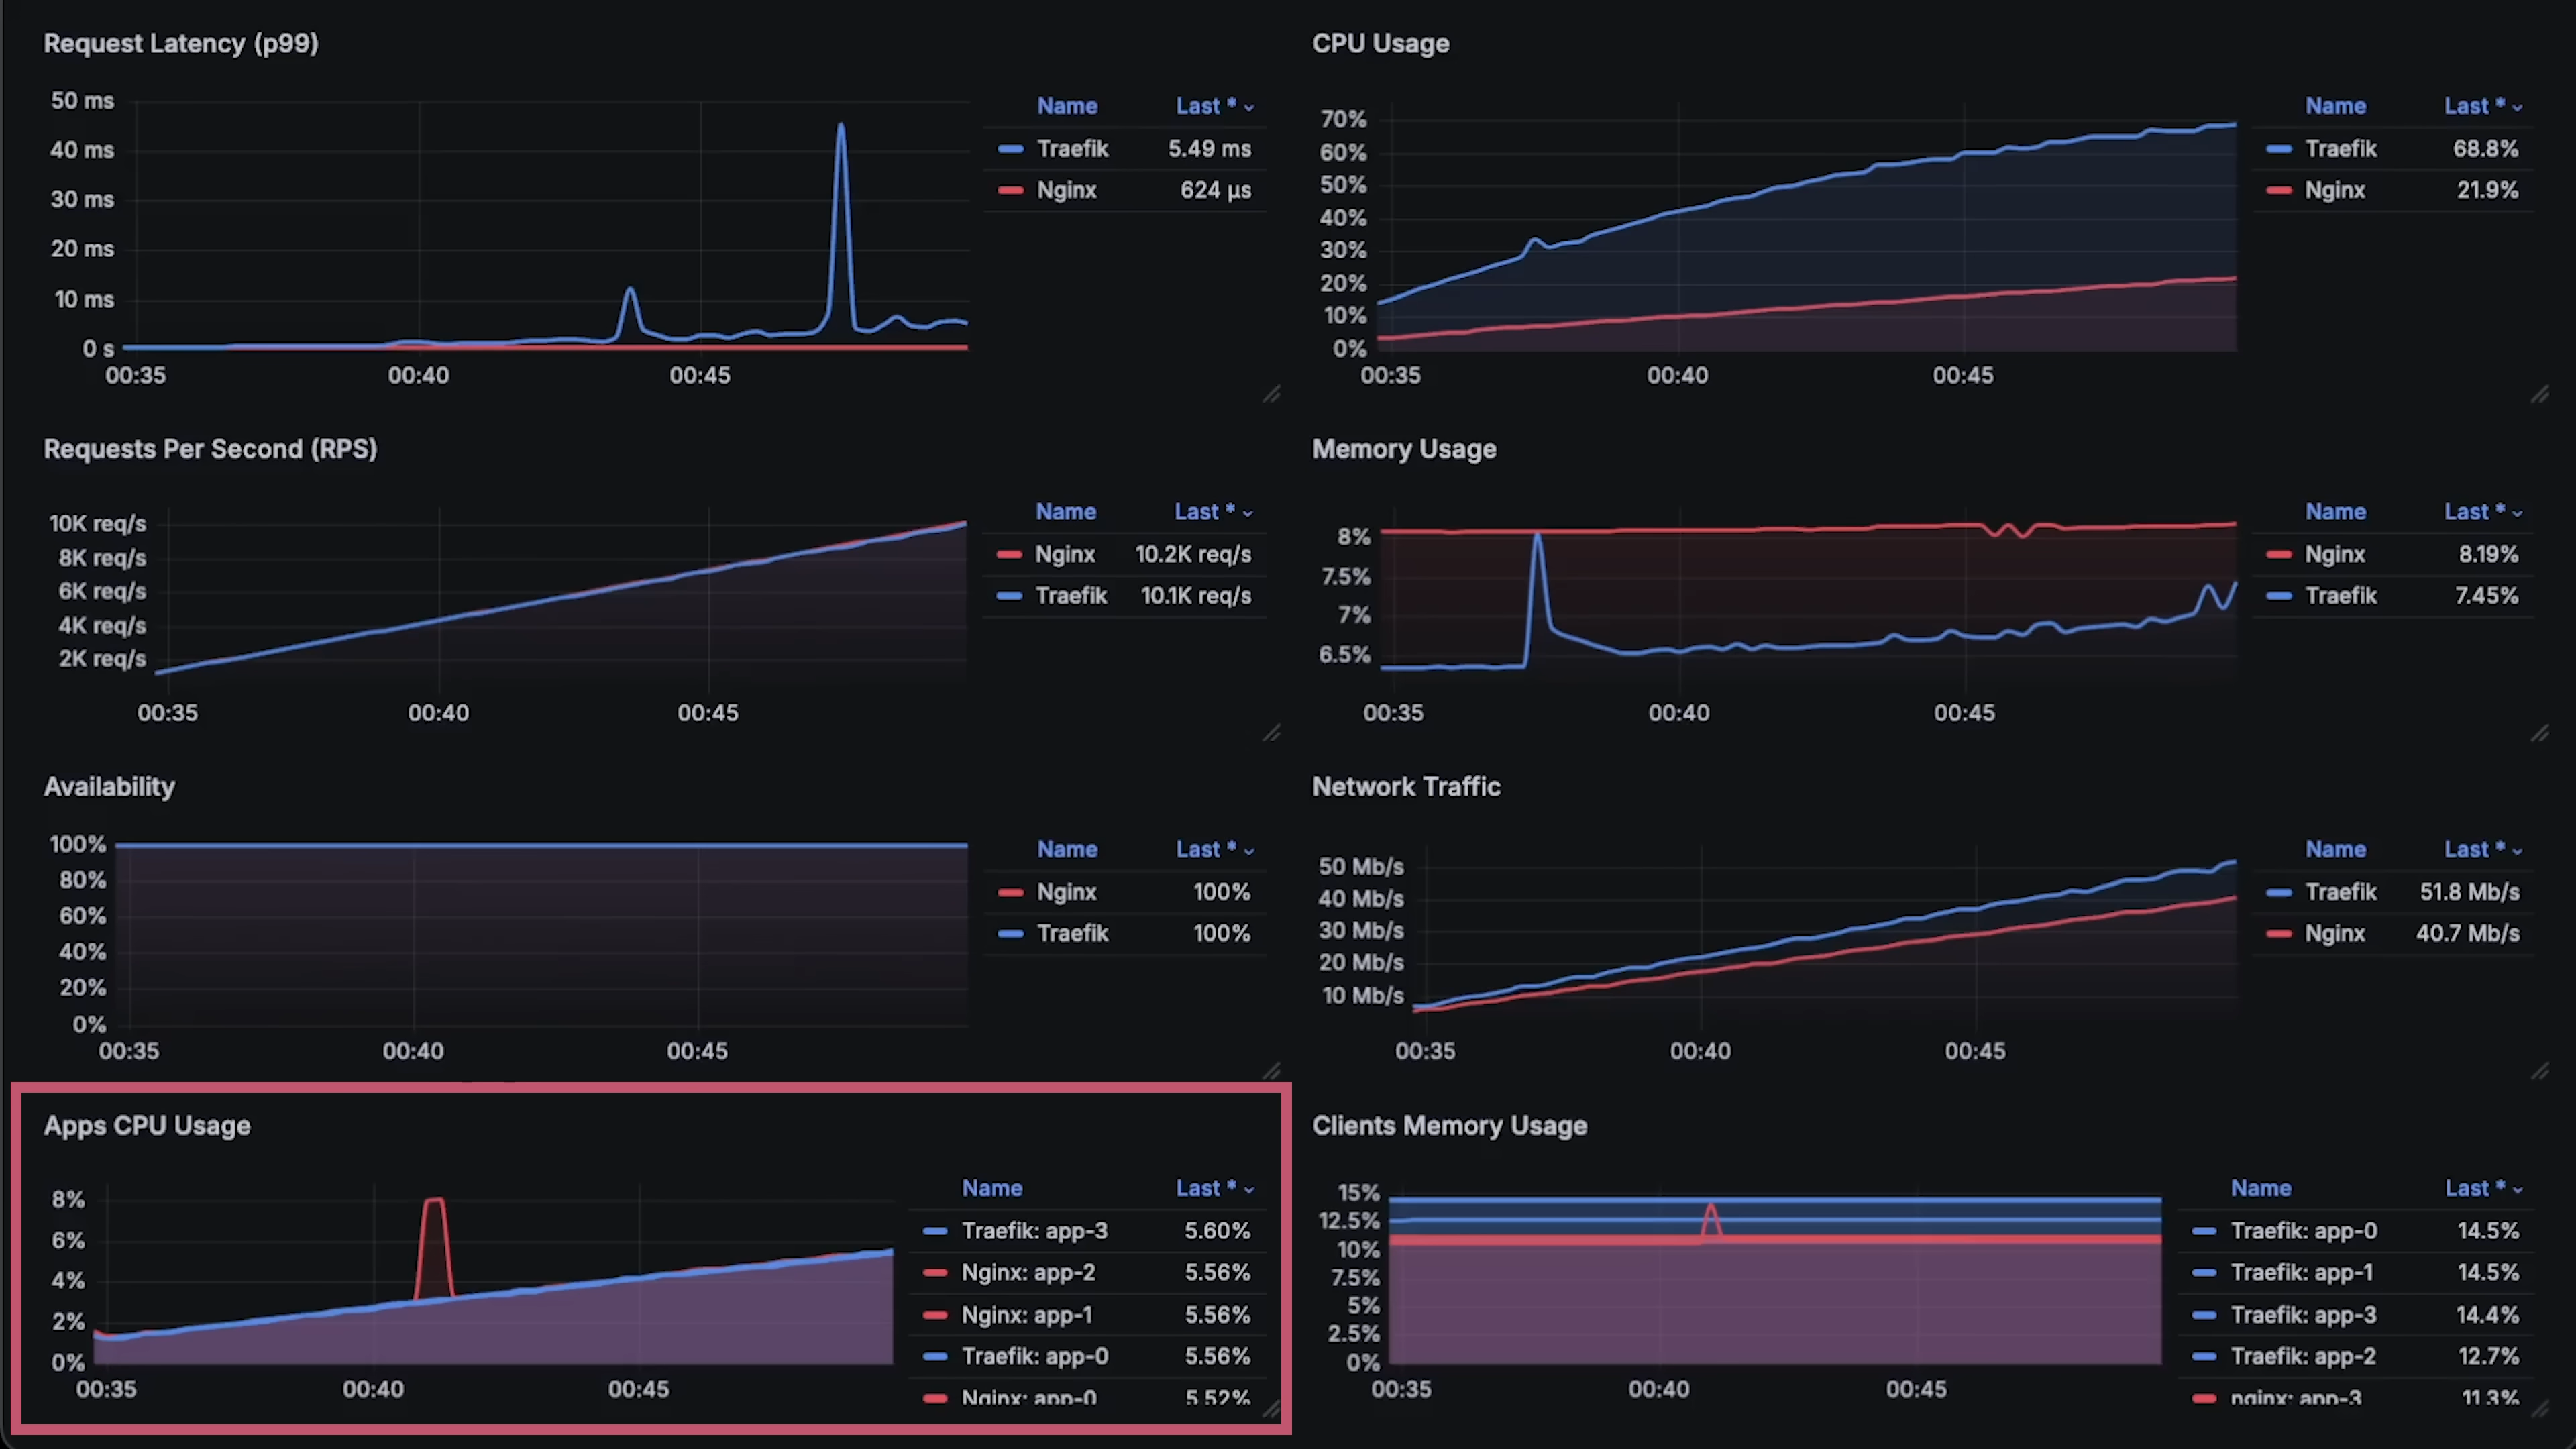 Request Latency (p99)
50 ms
40 ms
30 ms
20 ms
10 ms
0 s
00:35 00:40 00:45
Name Last *
Traefik 5.49 ms
Nginx 624 µs
CPU Usage
70%
60%
50%
40%
30%
20%
10%
0%
00:35 00:40 00:45
Name Last *
Traefik 68.8%
Nginx 21.9%
Requests Per Second (RPS)
10K req/s
8K req/s
6K req/s
4K req/s
2K req/s
00:35 00:40 00:45
Name Last *
Nginx 10.2K req/s
Traefik 10.1K req/s
Memory Usage
8%
7.5%
7%
6.5%
00:35 00:40 00:45
Name Last *
Nginx 8.19%
Traefik 7.45%
Availability
100%
80%
60%
40%
20%
0%
00:35 00:40 00:45
Name Last *
Nginx 100%
Traefik 100%
Network Traffic
50 Mb/s
40 Mb/s
30 Mb/s
20 Mb/s
10 Mb/s
00:35 00:40 00:45
Name Last *
Traefik 51.8 Mb/s
Nginx 40.7 Mb/s
Apps CPU Usage
8%
6%
4%
2%
0%
00:35 00:40 00:45
Name Last *
Traefik: app-3 5.60%
Nginx: app-2 5.56%
Nginx: app-1 5.56%
Traefik: app-0 5.56%
Nginx: app-0 5.52%
Clients Memory Usage
15%
12.5%
10%
7.5%
5%
2.5%
0%
00:35 00:40 00:45
Name Last *
Traefik: app-0 14.5%
Traefik: app-1 14.5%
Traefik: app-3 14.4%
Traefik: app-2 12.7%
nginx: app-3 11.3%